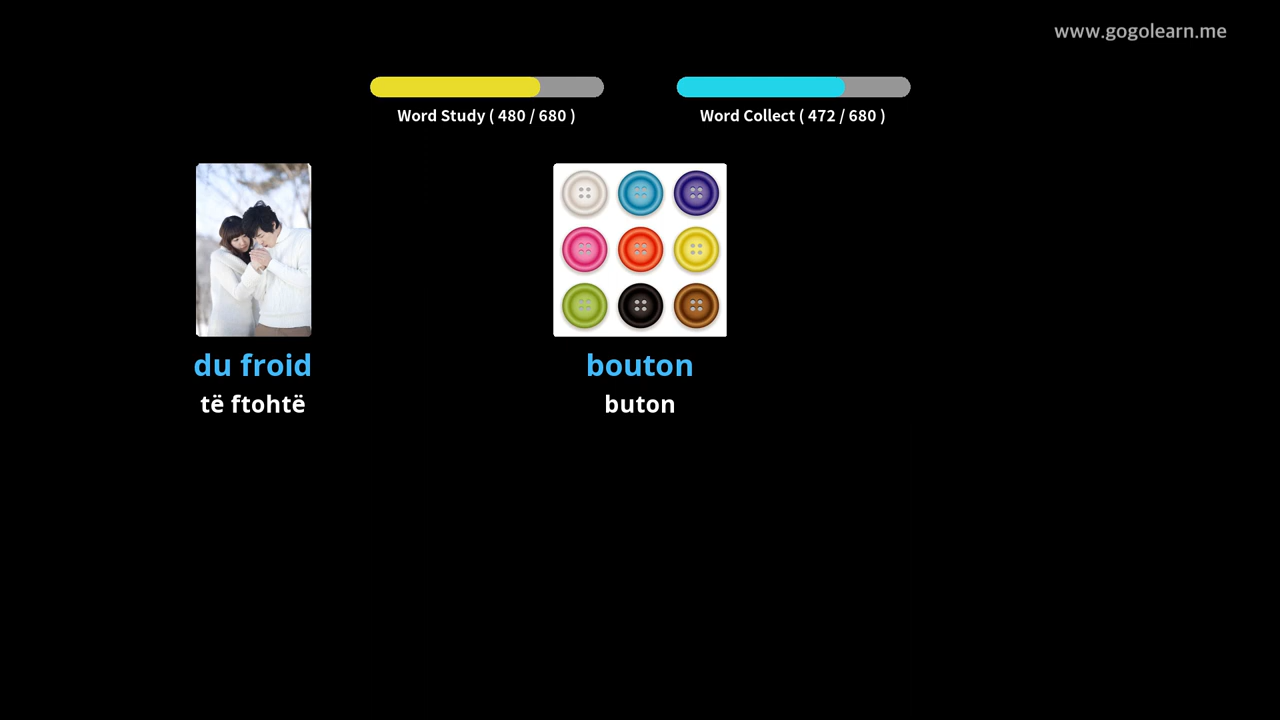 www.gogolearn.me
Word Study ( 480 / 680 )
Word Collect ( 472 / 680 )
du froid
të ftohtë
bouton
buton